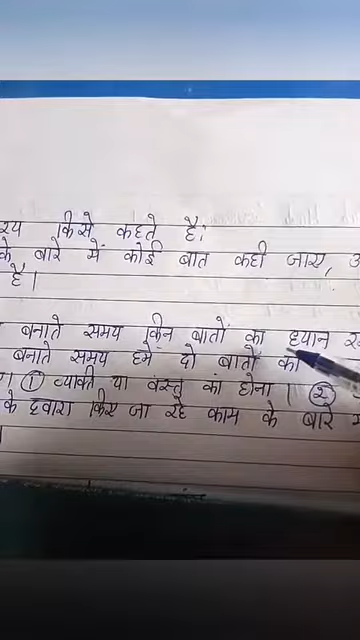 किसे कहते हैं।
के बारे में कोई बात कही जाए,
है।
बनाते समय किन बातों का ध्यान
बनाते समय हमें दो बातों का
① व्यक्ति या वस्तु का होना। ②
के द्वारा किए जा रहे काम के बारे